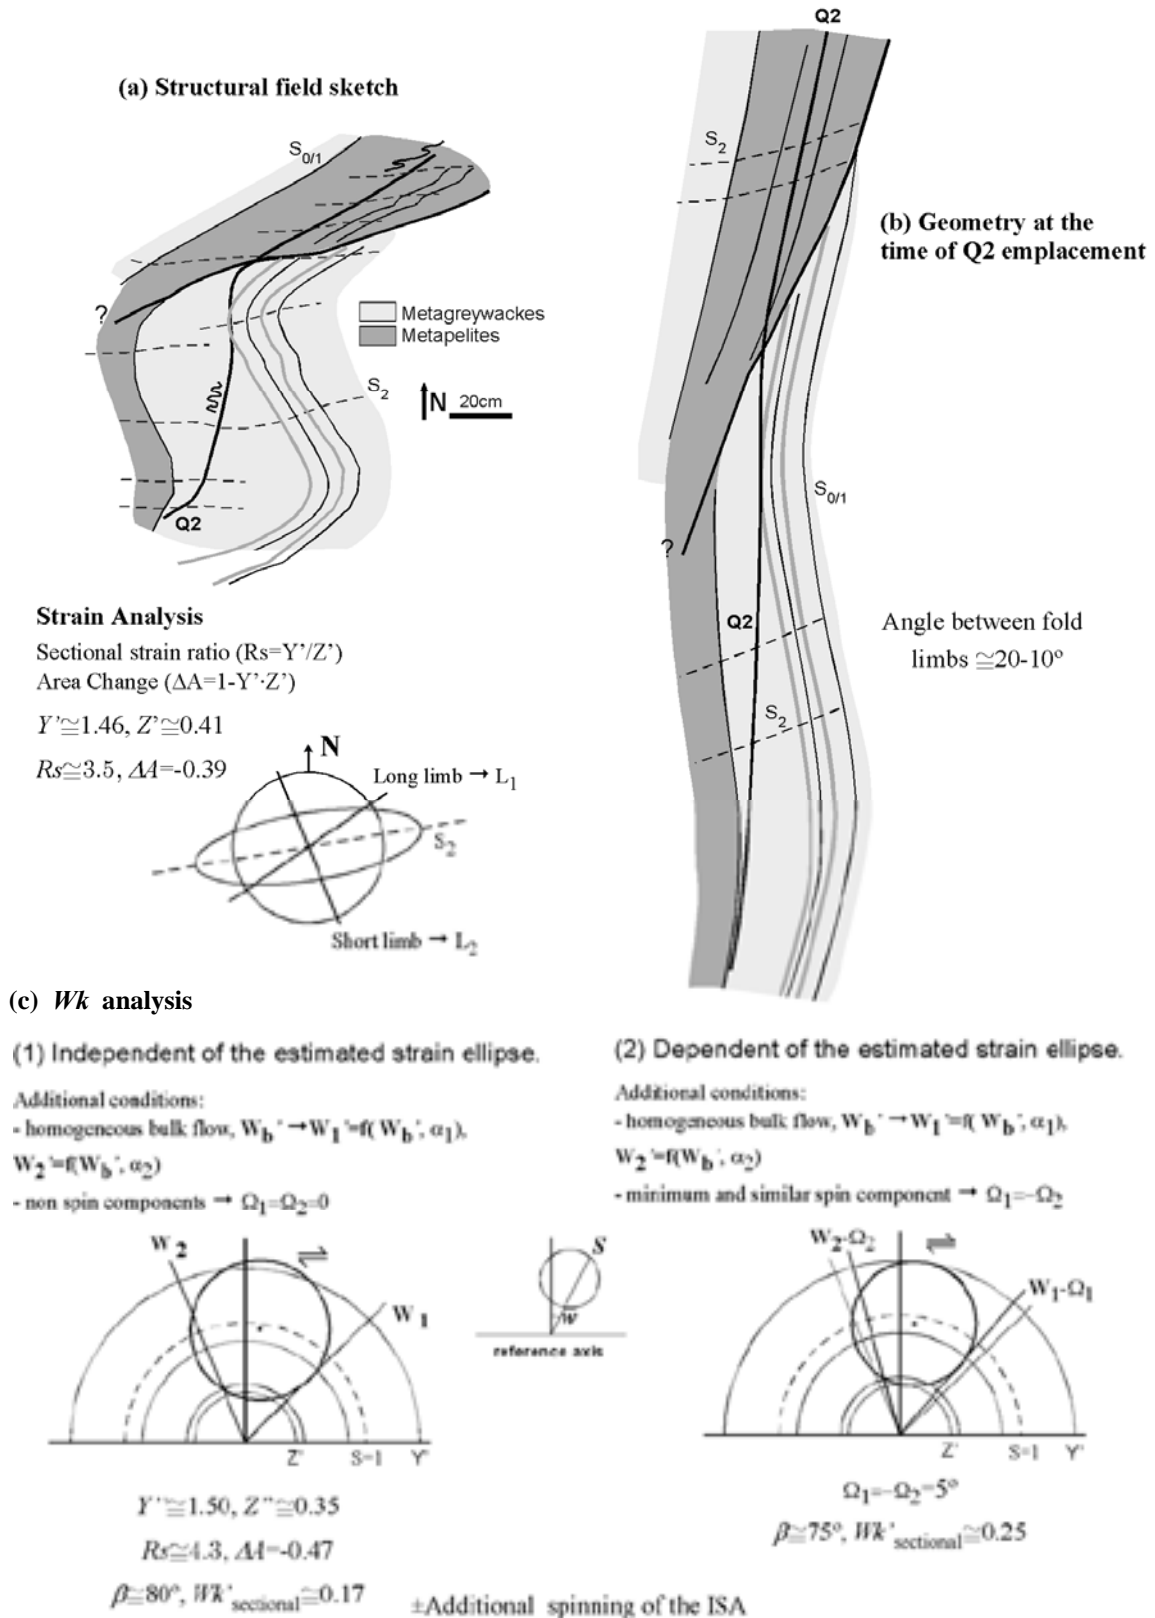 Q2
(a) Structural field sketch
S0/1
S2
(b) Geometry at the
time of Q2 emplacement
?
Metagreywackes
Metapelites
S2
N 20cm
Q2
S0/1
?
Strain Analysis
Sectional strain ratio (Rs=Y'/Z')
Area Change (ΔA=1-Y'·Z')
Y'≅1.46, Z'≅0.41
Rs≅3.5, ΔA=-0.39
N
Long limb → L1
S2
Short limb → L2
Q2
Angle between fold
limbs ≅20-10º
S2
(c) Wk analysis
(1) Independent of the estimated strain ellipse.
Additional conditions:
- homogeneous bulk flow, Wb' →W1'=f( Wb', α1),
W2'=f(Wb', α2)
- non spin components → Ω1=Ω2=0
W2
W1
Z' S=1 Y'
Y''≅1.50, Z''≅0.35
Rs≅4.3, ΔA=-0.47
β≅80º, Wk'sectional≅0.17
S
W
reference axis
(2) Dependent of the estimated strain ellipse.
Additional conditions:
- homogeneous bulk flow, Wb' →W1'=f( Wb', α1),
W2'=f(Wb', α2)
- minimum and similar spin component → Ω1=-Ω2
W2-Ω2
W1-Ω1
Z' S=1 Y'
Ω1=-Ω2=5º
β≅75º, Wk'sectional≅0.25
±Additional spinning of the ISA